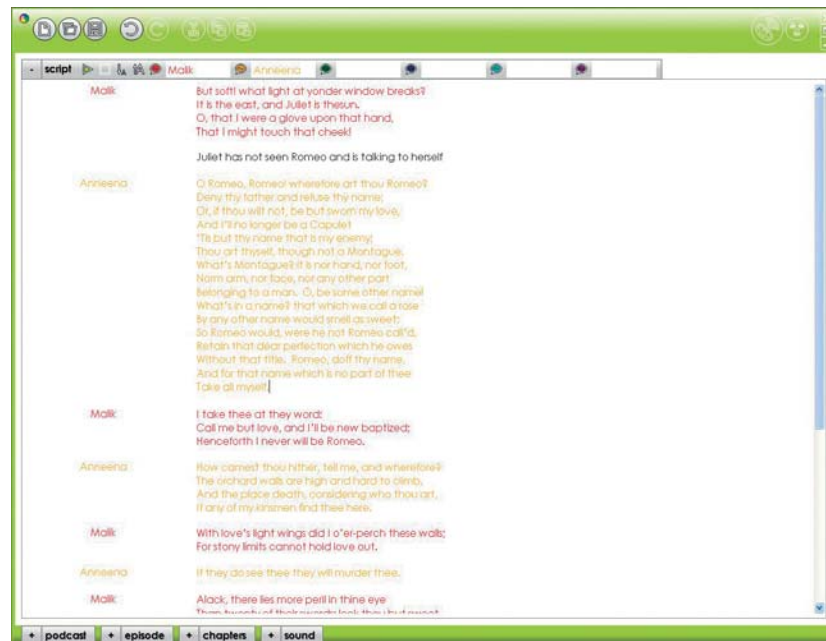 - script Malik Anneena
Malik But soft! what light at yonder window breaks?
It is the east, and Juliet is thesun.
O, that I were a glove upon that hand,
That I might touch that cheek!
Juliet has not seen Romeo and is talking to herself
Anneena O Romeo, Romeo! wherefore art thou Romeo?
Deny thy father and refuse thy name;
Or, if thou wilt not, be but sworn my love,
And I'll no longer be a Capulet
'Tis but thy name that is my enemy;
Thou art thyself, though not a Montague.
What's Montague? it is nor hand, nor foot,
Norm arm, nor face, nor any other part
Belonging to a man. O, be some other name!
What's in a name? that which we call a rose
By any other name would smell as sweet;
So Romeo would, were he not Romeo call'd,
Retain that dear perfection which he owes
Without that title. Romeo, doff thy name,
And for that name which is no part of thee
Take all myself.
Malik I take thee at they word:
Call me but love, and I'll be new baptized;
Henceforth I never will be Romeo.
Anneena How camest thou hither, tell me, and wherefore?
The orchard walls are high and hard to climb,
And the place death, considering who thou art,
If any of my kinsmen find thee here.
Malik With love's light wings did I o'er-perch these walls;
For stony limits cannot hold love out.
Anneena If they do see thee they will murder thee.
Malik Alack, there lies more peril in thine eye
Than twenty of their swords look thou but sweet
+ podcast + episode + chapters + sound